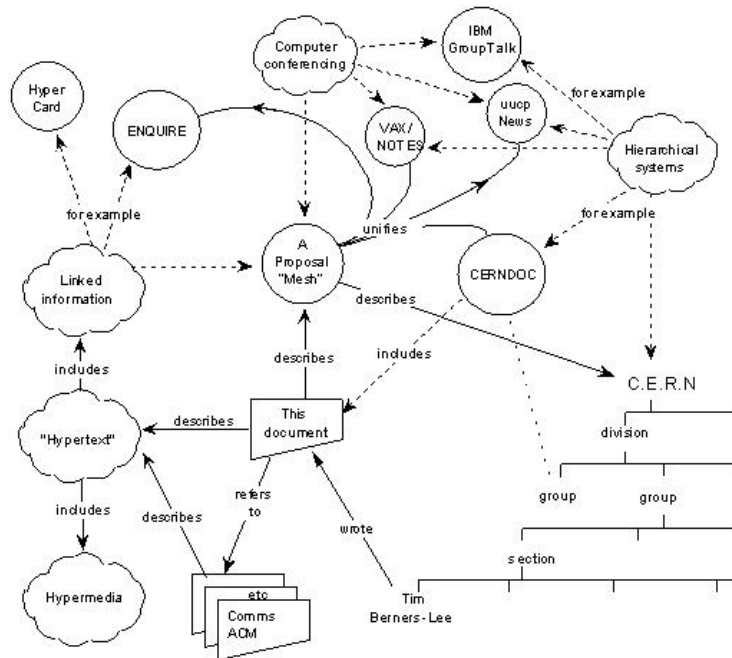 IBM
GroupTalk
Computer
conferencing
Hyper
Card
for example
uucp
News
ENQUIRE
VAX/
NOTES
Hierarchical
systems
for example
for example
unifies
A
Proposal
"Mesh"
Linked
information
CERNDOC
describes
includes
describes
includes
C.E.R.N
This
document
describes
"Hypertext"
division
refers
to
group
group
includes
describes
wrote
section
etc
Hypermedia
Tim
Berners-Lee
Comms
ACM